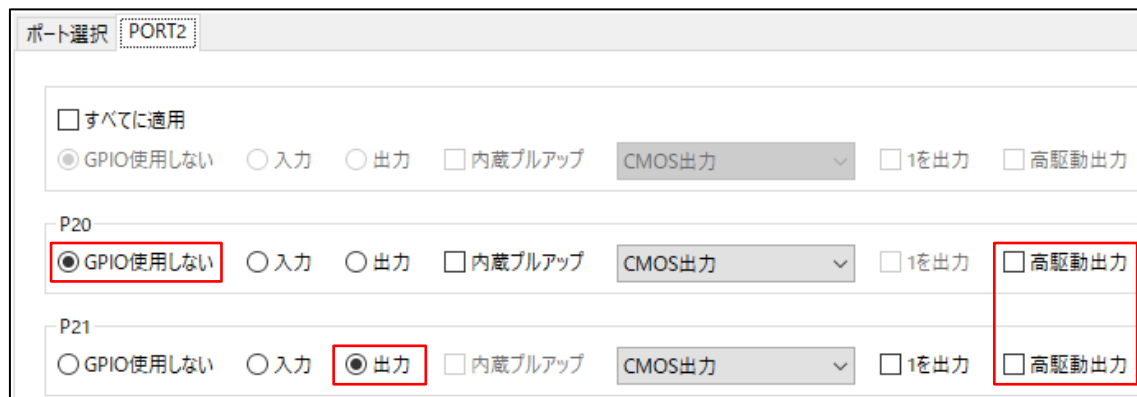 ポート選択 PORT2
すべてに適用
GPIO使用しない 入力 出力 内蔵プルアップ CMOS出力 1を出力 高駆動出力
P20
GPIO使用しない 入力 出力 内蔵プルアップ CMOS出力 1を出力 高駆動出力
P21
GPIO使用しない 入力 出力 内蔵プルアップ CMOS出力 1を出力 高駆動出力